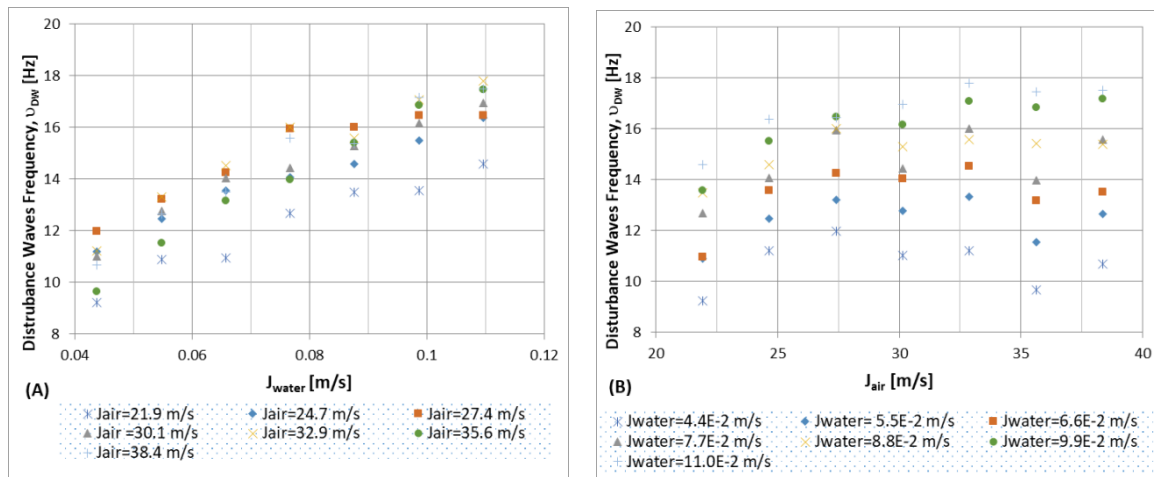 Distrubance Waves Frequency, υDW [Hz]
20
18
16
14
12
10
8
0.04 0.06 0.08 0.1 0.12
(A)
Jwater [m/s]
Jair=21.9 m/s Jair=24.7 m/s Jair=27.4 m/s
Jair =30.1 m/s Jair=32.9 m/s Jair=35.6 m/s
Jair=38.4 m/s
Disturbance Waves Frequency, υDW [Hz]
20
18
16
14
12
10
8
20 25 30 35 40
(B)
Jair [m/s]
Jwater=4.4E-2 m/s Jwater= 5.5E-2 m/s Jwater=6.6E-2 m/s
Jwater=7.7E-2 m/s Jwater= 8.8E-2 m/s Jwater=9.9E-2 m/s
Jwater=11.0E-2 m/s